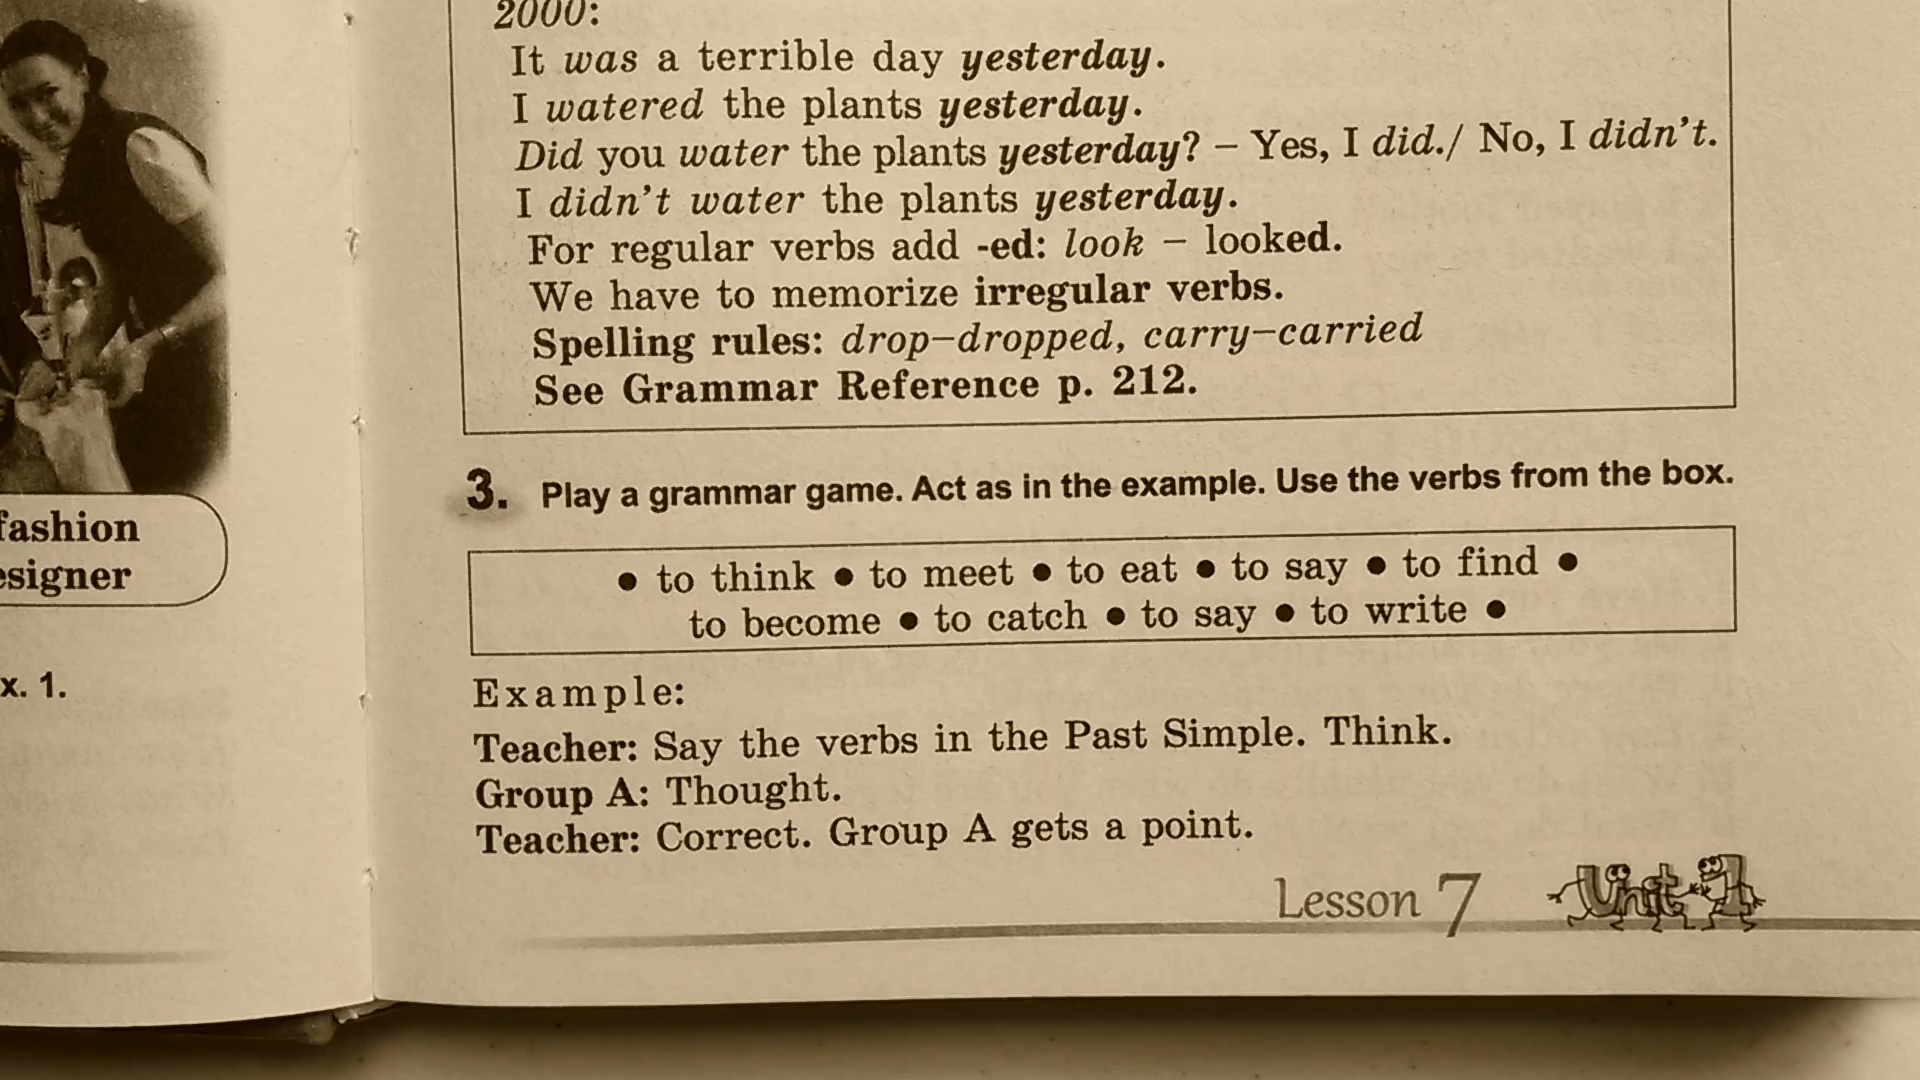 fashion
x. 1.
2000:
It was a terrible day yesterday.
I watered the plants yesterday.
Did you water the plants yesterday? – Yes, I did./ No, I didn't.
I didn't water the plants yesterday.
For regular verbs add -ed: look – looked.
We have to memorize irregular verbs.
Spelling rules: drop–dropped, carry–carried
See Grammar Reference p. 212.
3. Play a grammar game. Act as in the example. Use the verbs from the box.
• to think • to meet • to eat • to say • to find •
to become • to catch • to say • to write •
Example:
Teacher: Say the verbs in the Past Simple. Think.
Group A: Thought.
Teacher: Correct. Group A gets a point.
Lesson 7 Unit 1